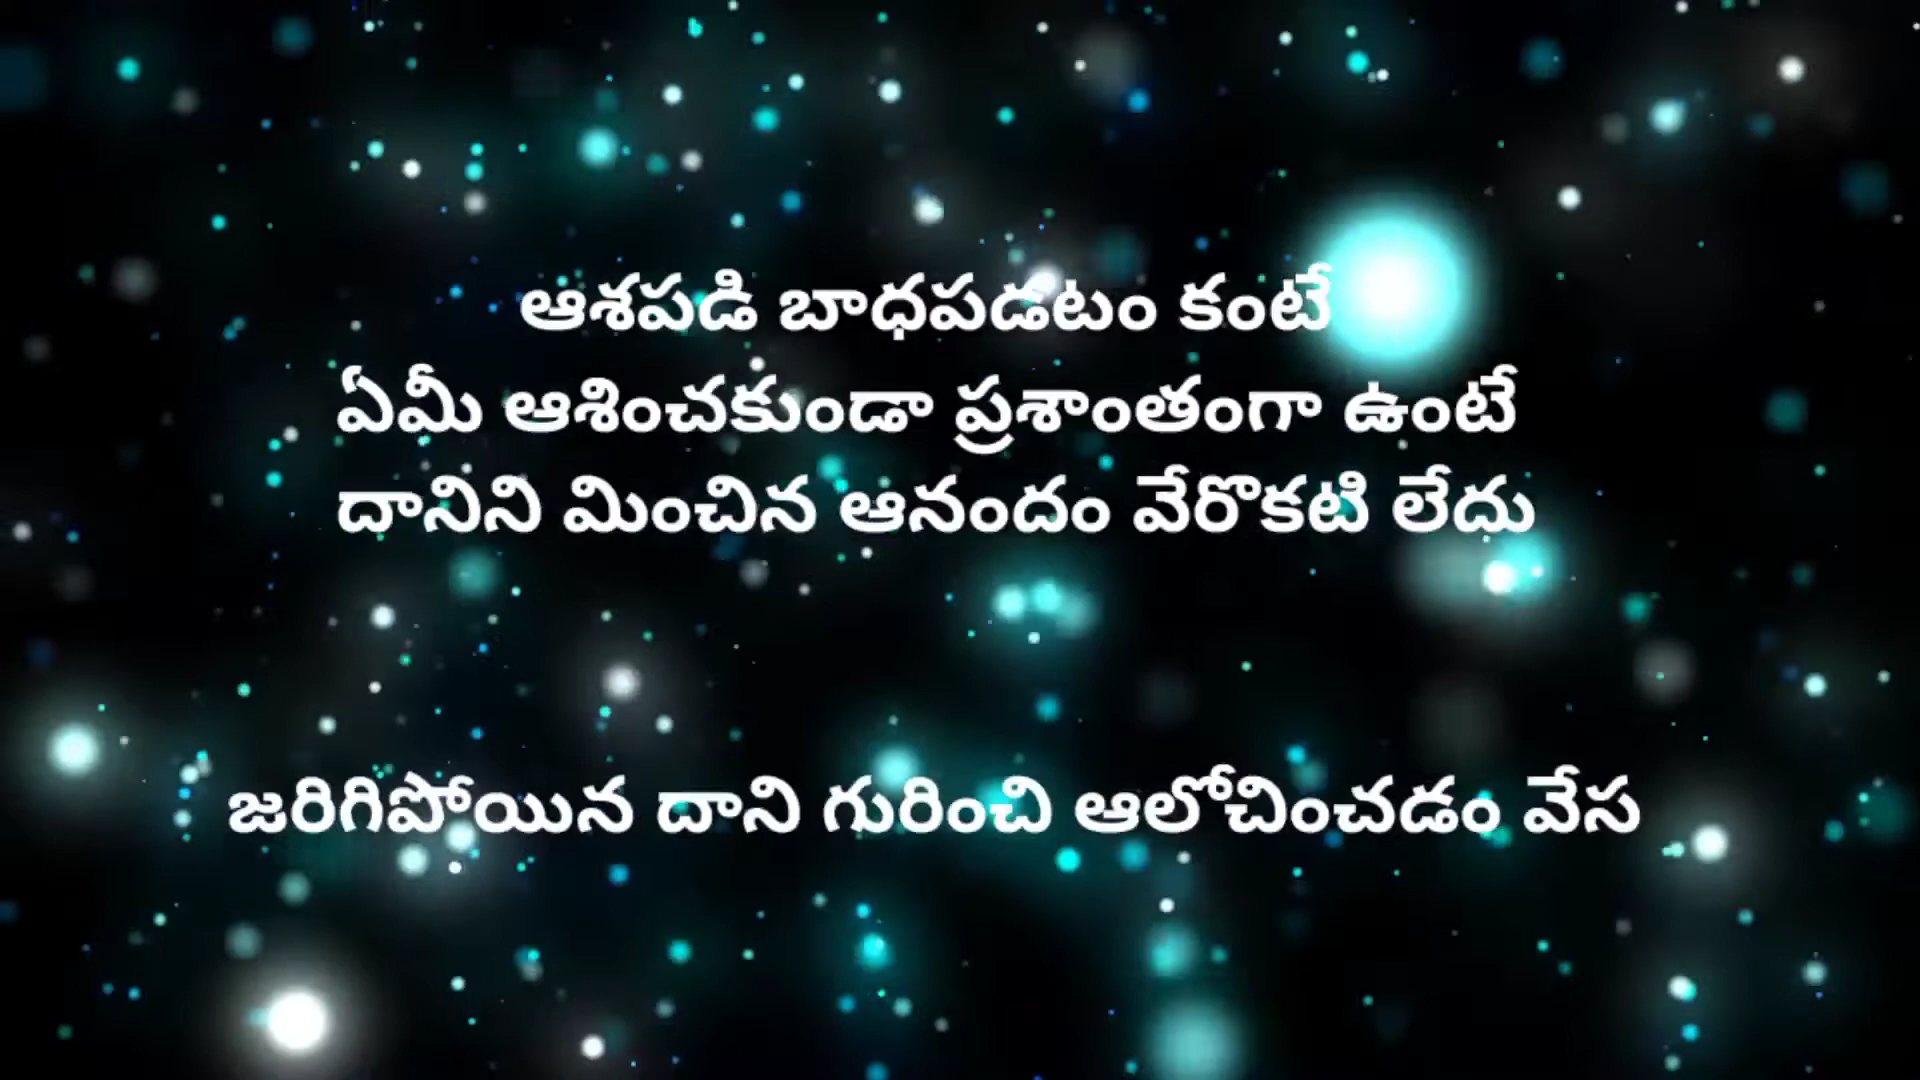 ఆశపడి బాధపడటం కంటే
ఏమీ ఆశించకుండా ప్రశాంతంగా ఉంటే
దానిని మించిన ఆనందం వేరొకటి లేదు
జరిగిపోయిన దాని గురించి ఆలోచించడం వేస